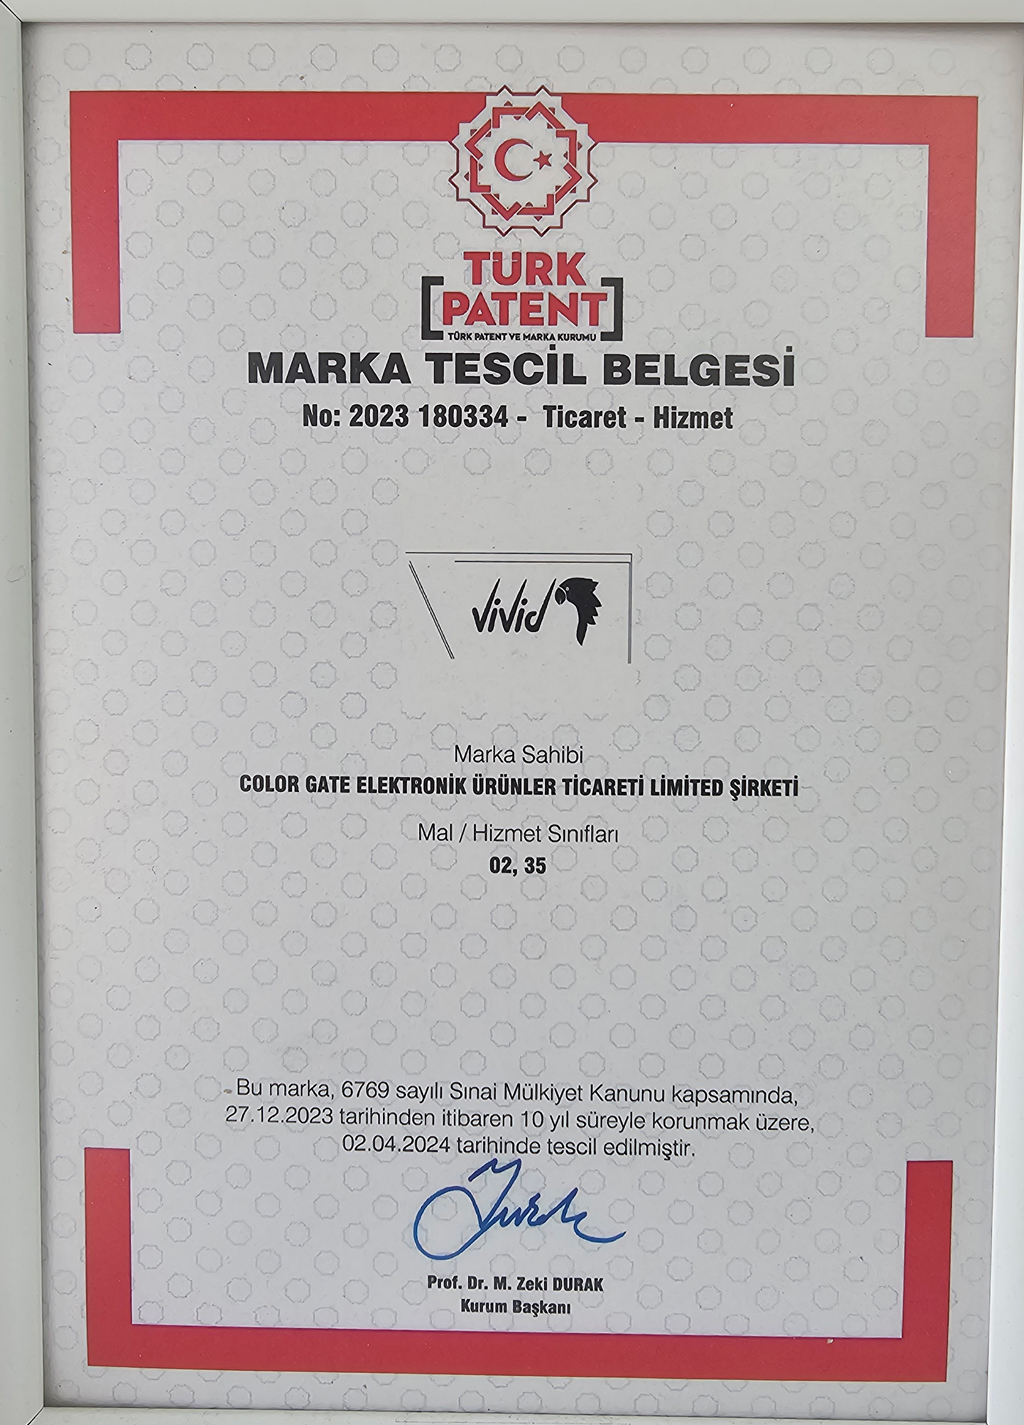 TÜRK
PATENT
TÜRK PATENT VE MARKA KURUMU
MARKA TESCİL BELGESİ
No: 2023 180334 - Ticaret - Hizmet
vivid
Marka Sahibi
COLOR GATE ELEKTRONİK ÜRÜNLER TİCARETİ LİMİTED ŞİRKETİ
Mal / Hizmet Sınıfları
02, 35
Bu marka, 6769 sayılı Sınai Mülkiyet Kanunu kapsamında,
27.12.2023 tarihinden itibaren 10 yıl süreyle korunmak üzere,
02.04.2024 tarihinde tescil edilmiştir.
Prof. Dr. M. Zeki DURAK
Kurum Başkanı